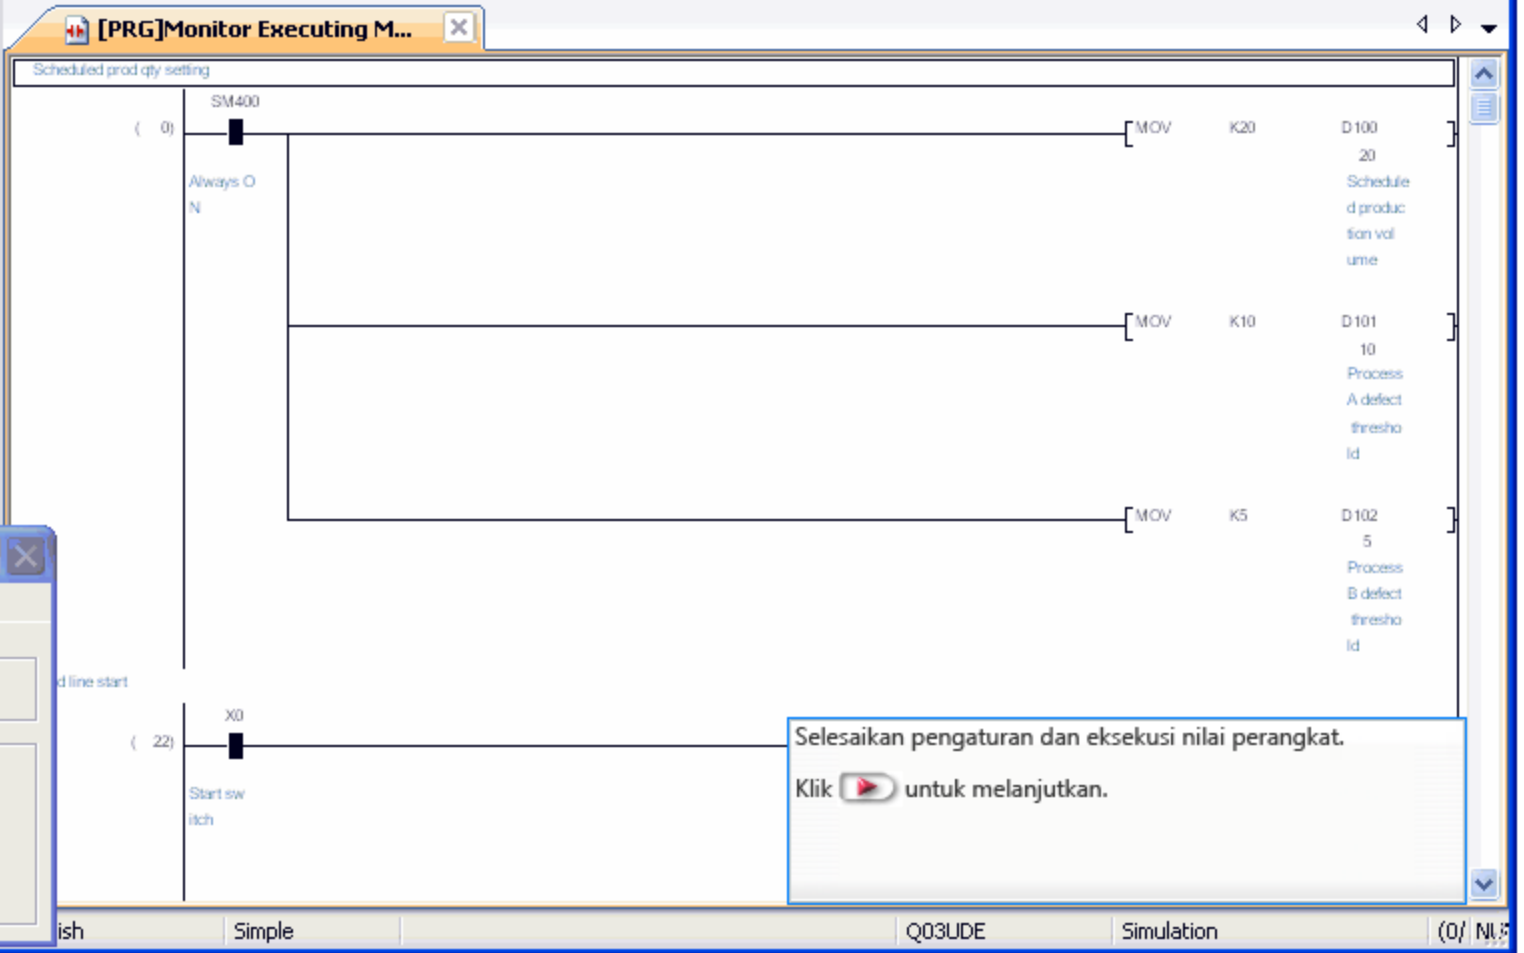 [PRG]Monitor Executing M...
Scheduled prod qty setting
SM400
( 0)
MOV K20 D100
20
Always O
N
Schedule
d produc
tion vol
ume
MOV K10 D101
10
Process
A defect
thresho
ld
MOV K5 D102
5
Process
B defect
thresho
ld
d line start
X0
( 22)
Start sw
itch
Selesaikan pengaturan dan eksekusi nilai perangkat.
Klik untuk melanjutkan.
ish Simple Q03UDE Simulation (0/